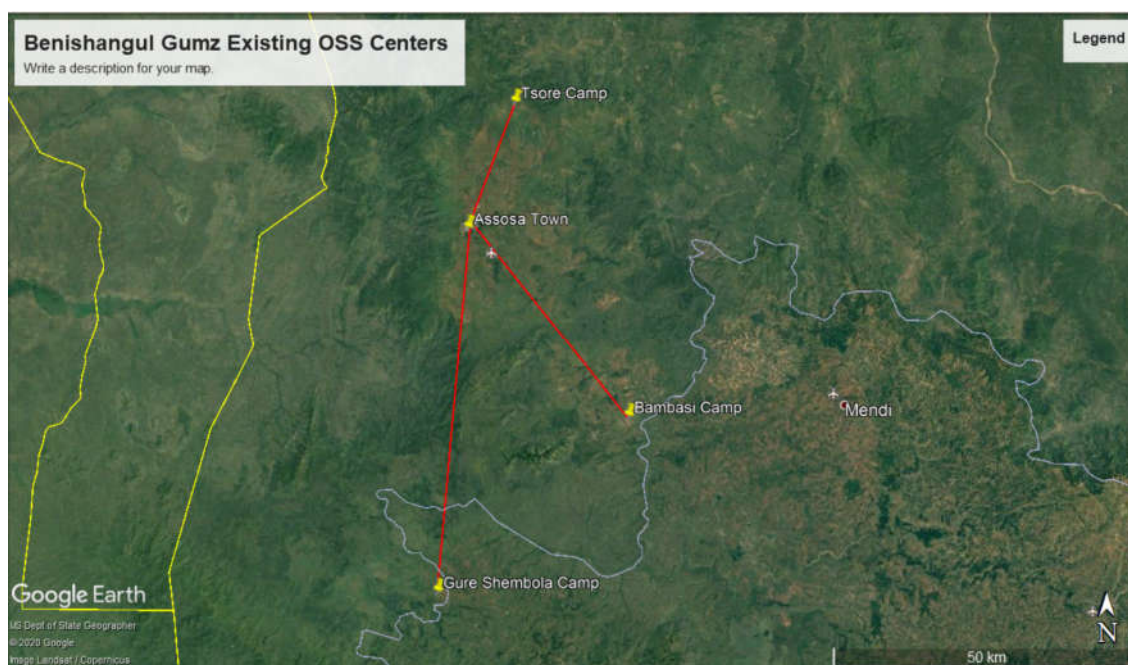 Benishangul Gumz Existing OSS Centers
Write a description for your map.
Legend
Tsore Camp
Assosa Town
Bambasi Camp
Mendi
Gure Shembola Camp
Google Earth
US Dept of State Geographer
© 2020 Google
Image Landsat / Copernicus
N
50 km